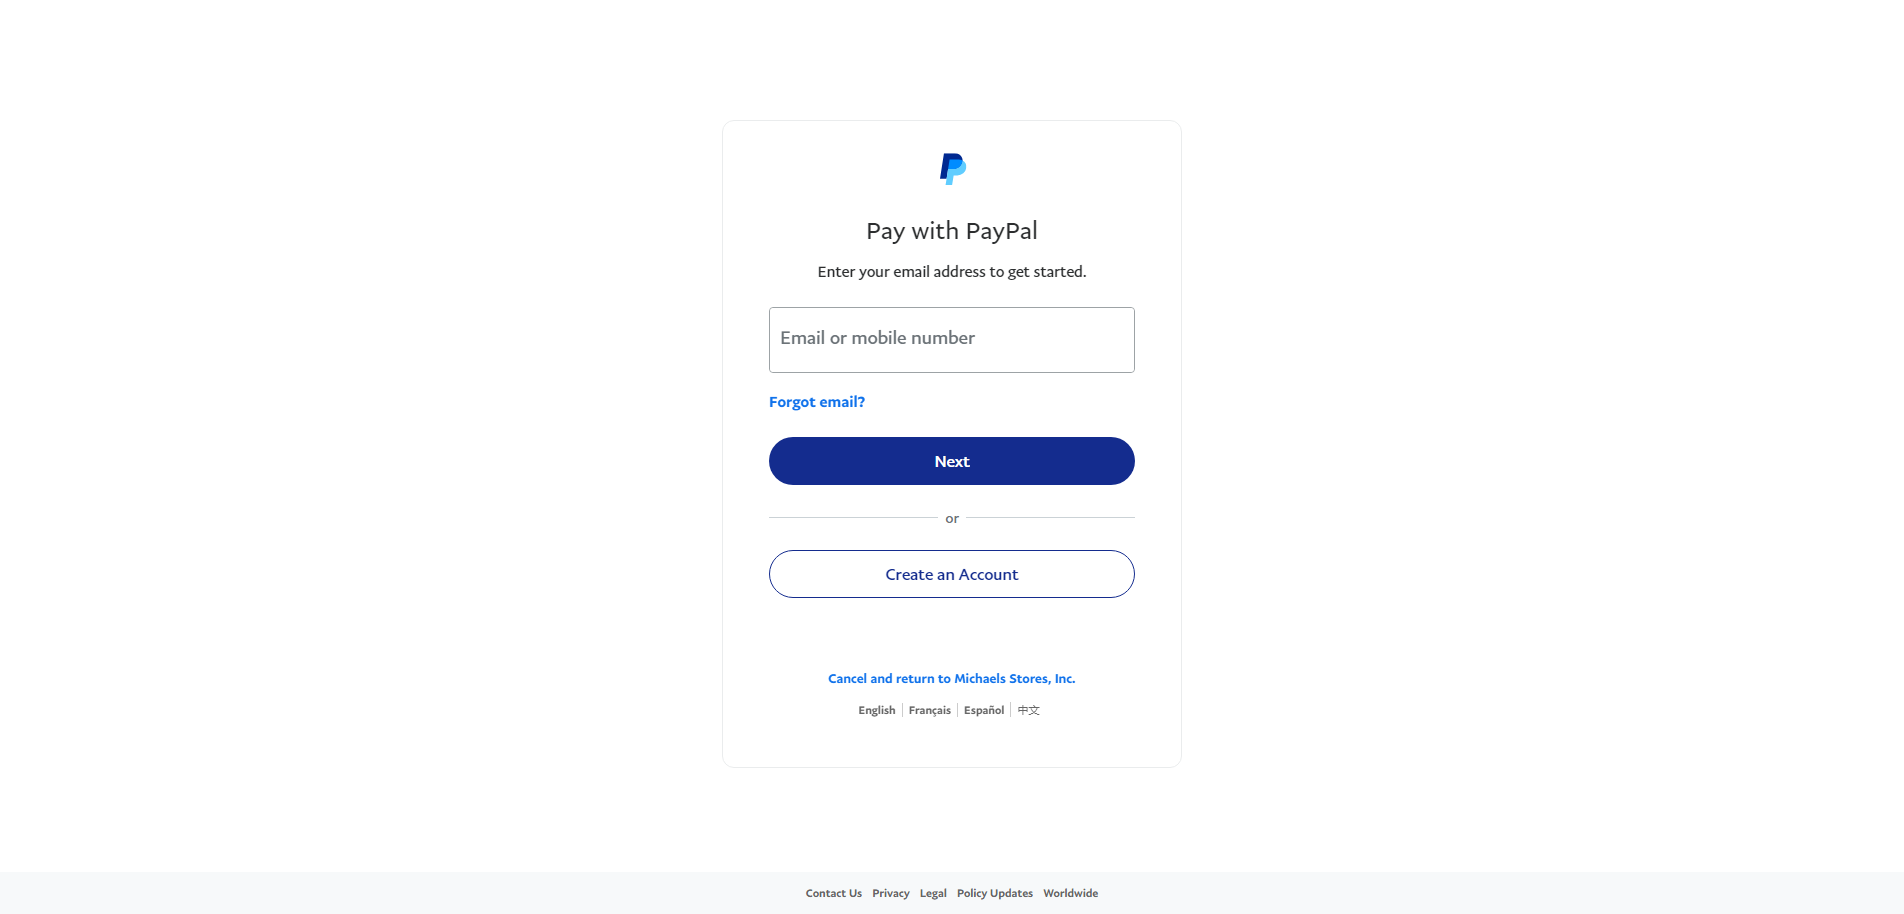 Pay with PayPal
Enter your email address to get started.
Email or mobile number
Forgot email?
Next
or
Create an Account
Cancel and return to Michaels Stores, Inc.
English Français Español 中文
Contact Us Privacy Legal Policy Updates Worldwide